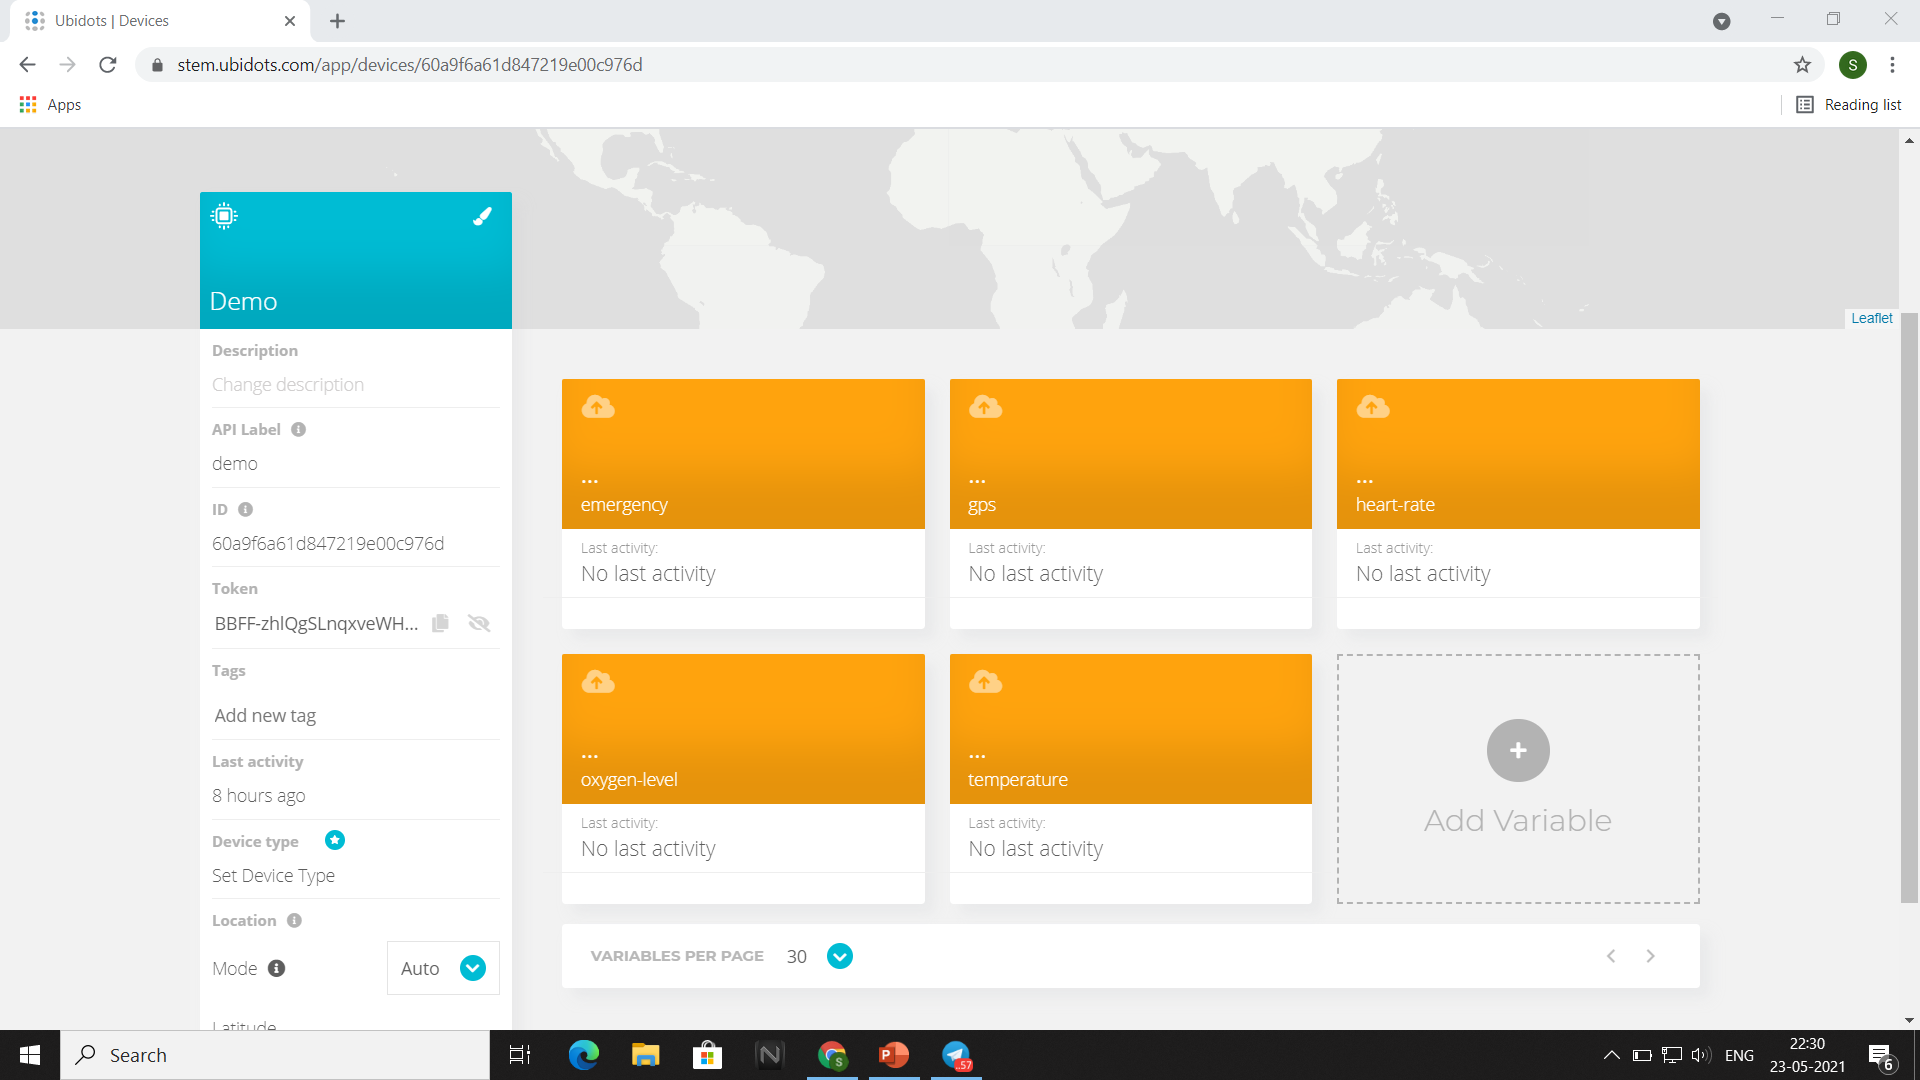 Ubidots | Devices
stem.ubidots.com/app/devices/60a9f6a61d847219e00c976d
S
Apps
Reading list
Demo
Leaflet
Description
Change description
API Label
demo
ID
60a9f6a61d847219e00c976d
Token
BBFF-zhlQgSLnqxveWH...
Tags
Add new tag
Last activity
8 hours ago
Device type
Set Device Type
Location
Mode
Auto
Latitude
...
emergency
Last activity:
No last activity
...
gps
Last activity:
No last activity
...
heart-rate
Last activity:
No last activity
...
oxygen-level
Last activity:
No last activity
...
temperature
Last activity:
No last activity
Add Variable
VARIABLES PER PAGE 30
Search
N
S
P
..57
ENG
22:30
23-05-2021
6